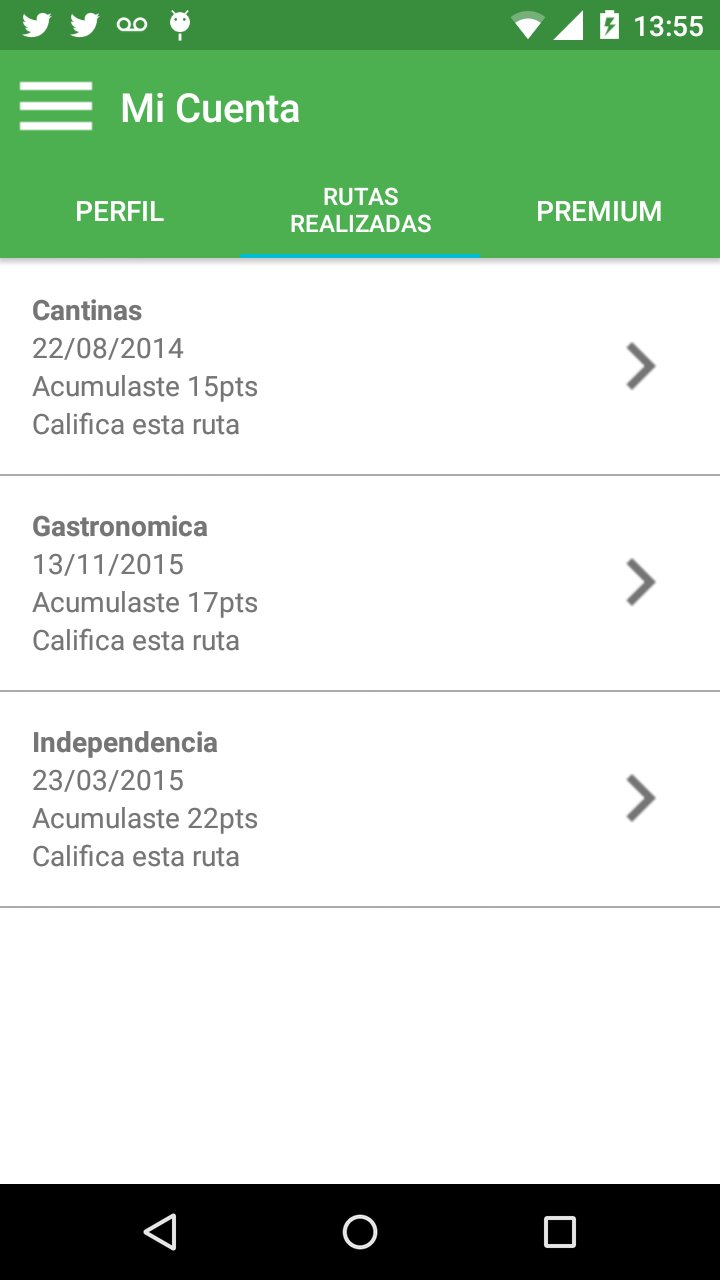 13:55
Mi Cuenta
PERFIL
RUTAS
REALIZADAS
PREMIUM
Cantinas
22/08/2014
Acumulaste 15pts
Califica esta ruta
Gastronomica
13/11/2015
Acumulaste 17pts
Califica esta ruta
Independencia
23/03/2015
Acumulaste 22pts
Califica esta ruta